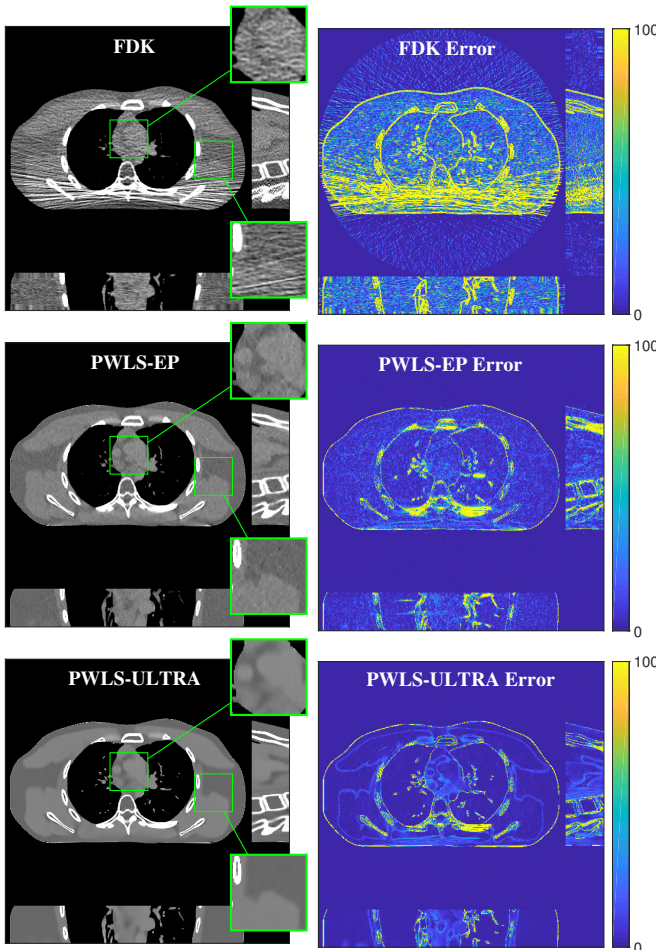 FDK
FDK Error
100
0
PWLS-EP
PWLS-EP Error
100
0
PWLS-ULTRA
PWLS-ULTRA Error
100
0